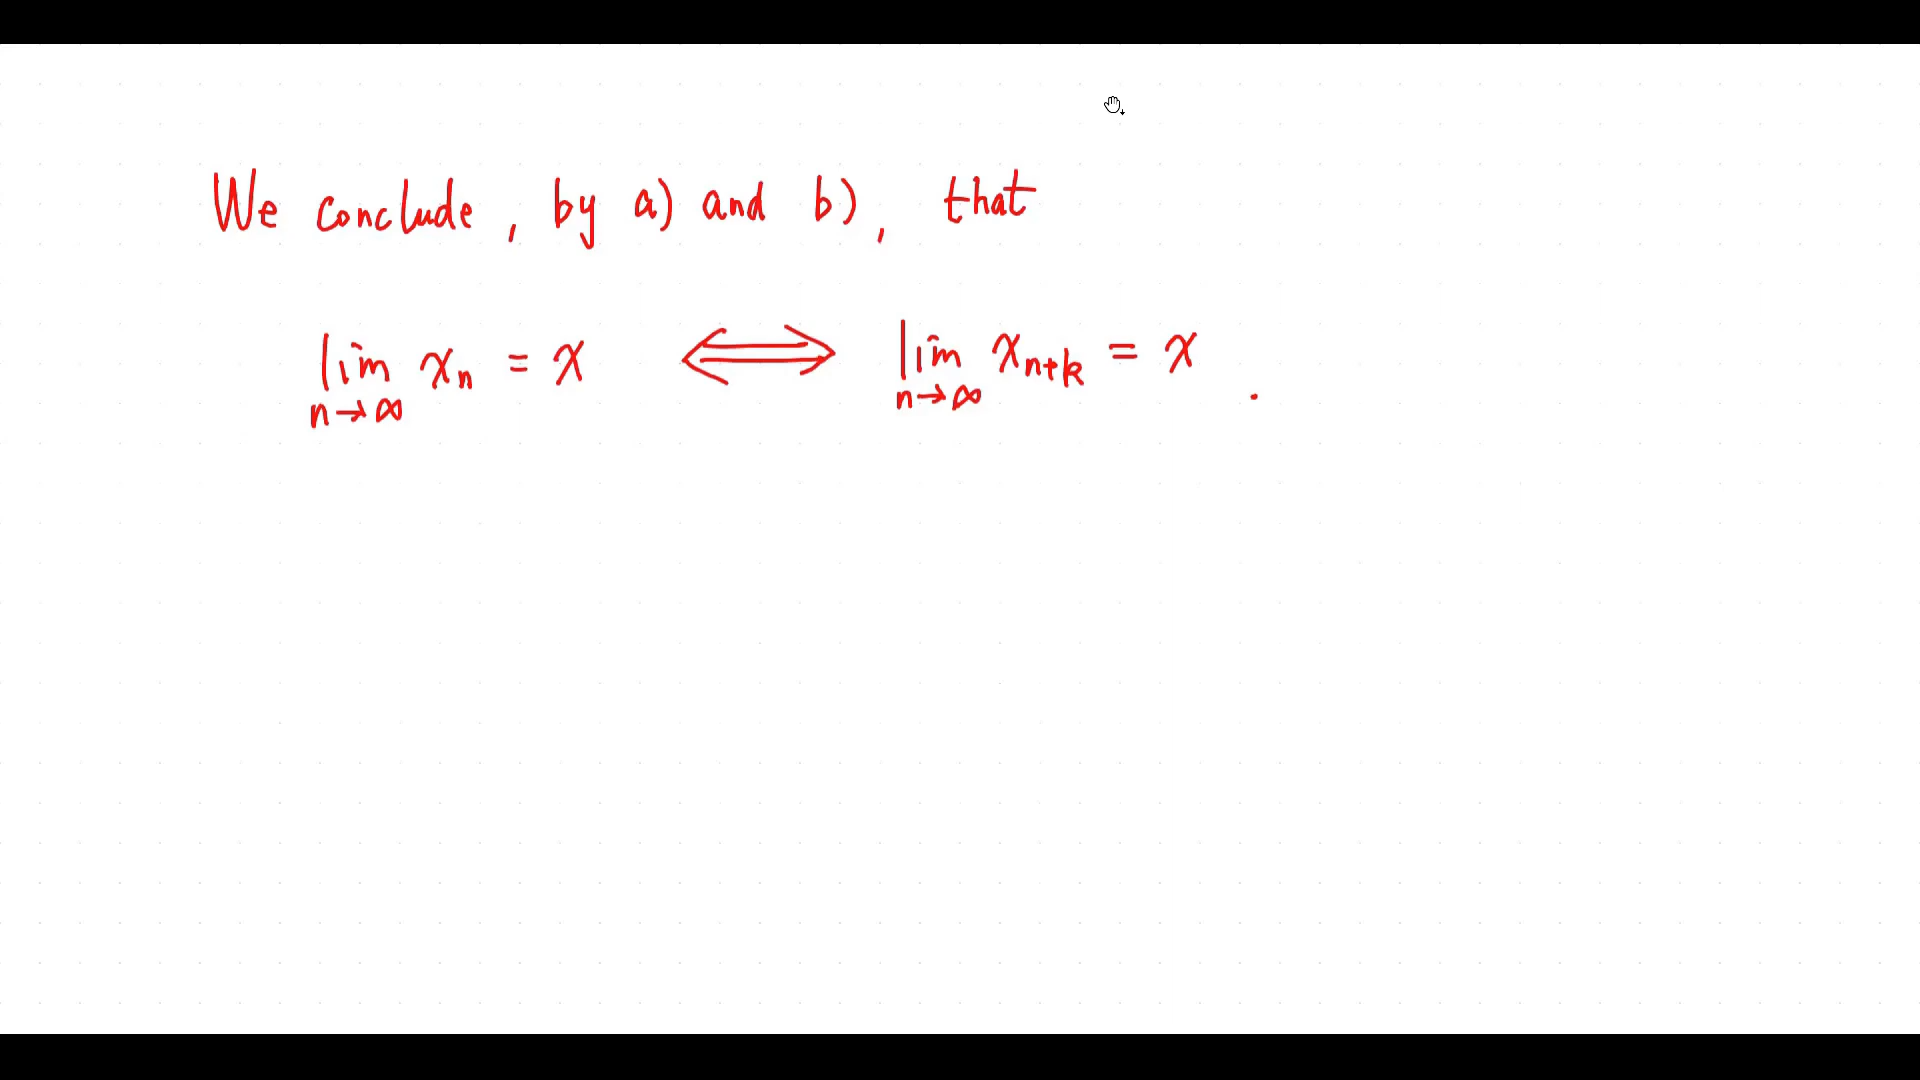 We conclude, by a) and b), that
lim x_n = x ⟺ lim x_{n+k} = x .
n→∞ n→∞